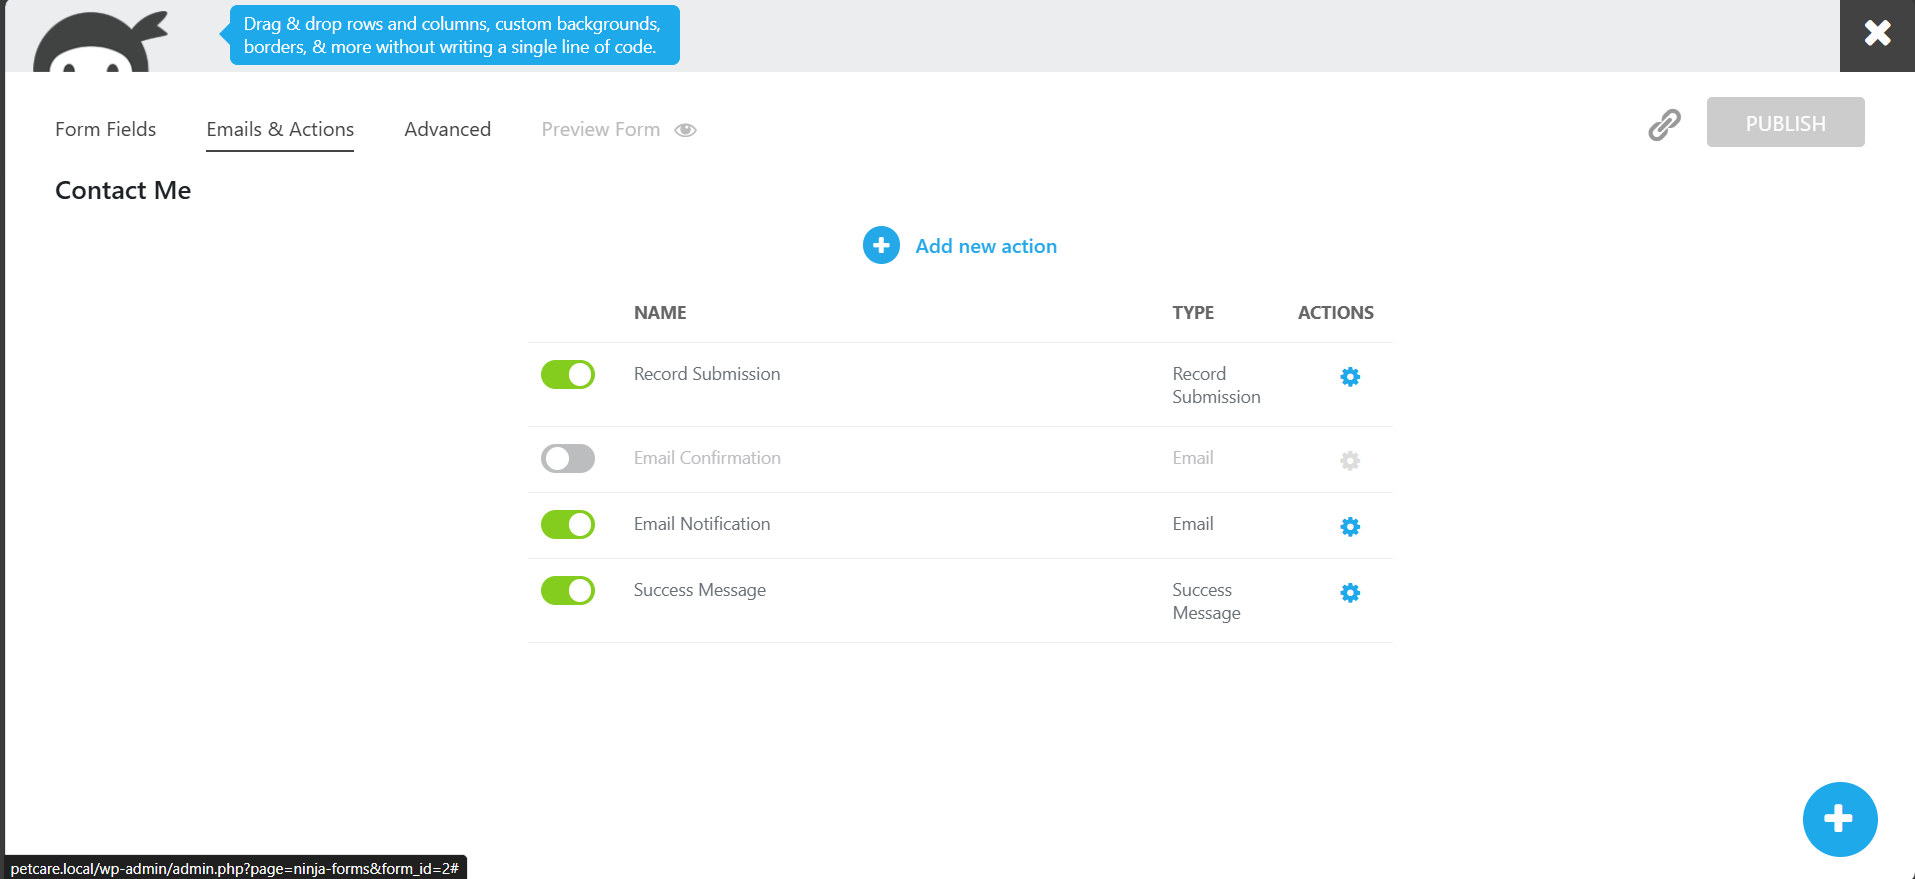 Drag & drop rows and columns, custom backgrounds,
borders, & more without writing a single line of code.
Form Fields
Emails & Actions
Advanced
Preview Form
PUBLISH
Contact Me
Add new action
NAME
TYPE
ACTIONS
Record Submission
Record
Submission
Email Confirmation
Email
Email Notification
Email
Success Message
Success
Message
petcare.local/wp-admin/admin.php?page=ninja-forms&form_id=2#